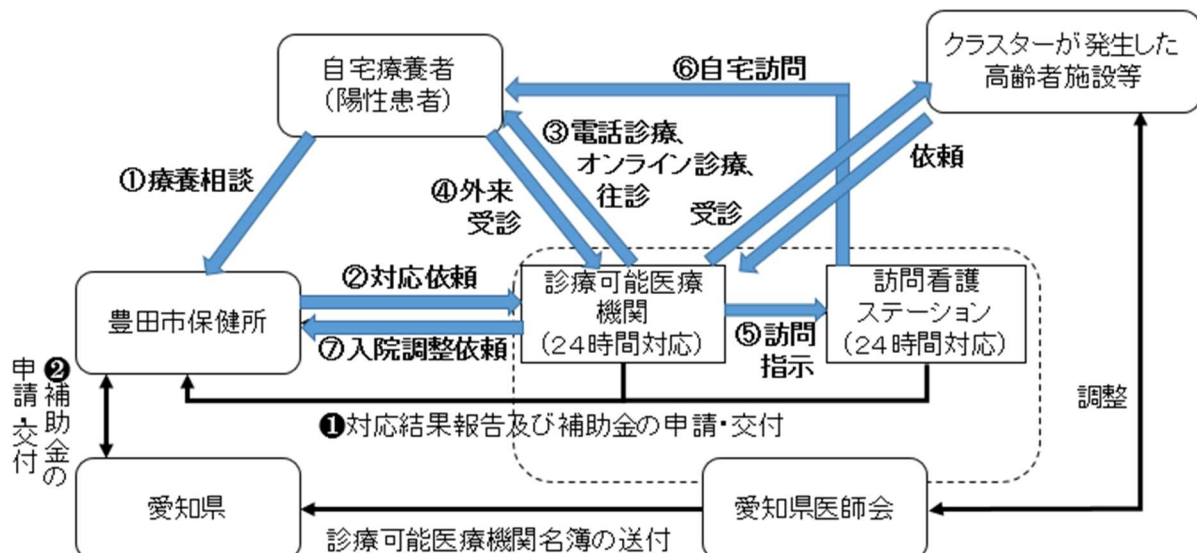 クラスターが発生した
高齢者施設等
自宅療養者
(陽性患者)
⑥自宅訪問
①療養相談
③電話診療、
オンライン診療、
往診
④外来
受診
受診
依頼
豊田市保健所
②対応依頼
⑦入院調整依頼
診療可能医療
機関
(24時間対応)
⑤訪問
指示
訪問看護
ステーション
(24時間対応)
❷補助金の
申請・交付
❶対応結果報告及び補助金の申請・交付
調整
愛知県
診療可能医療機関名簿の送付
愛知県医師会